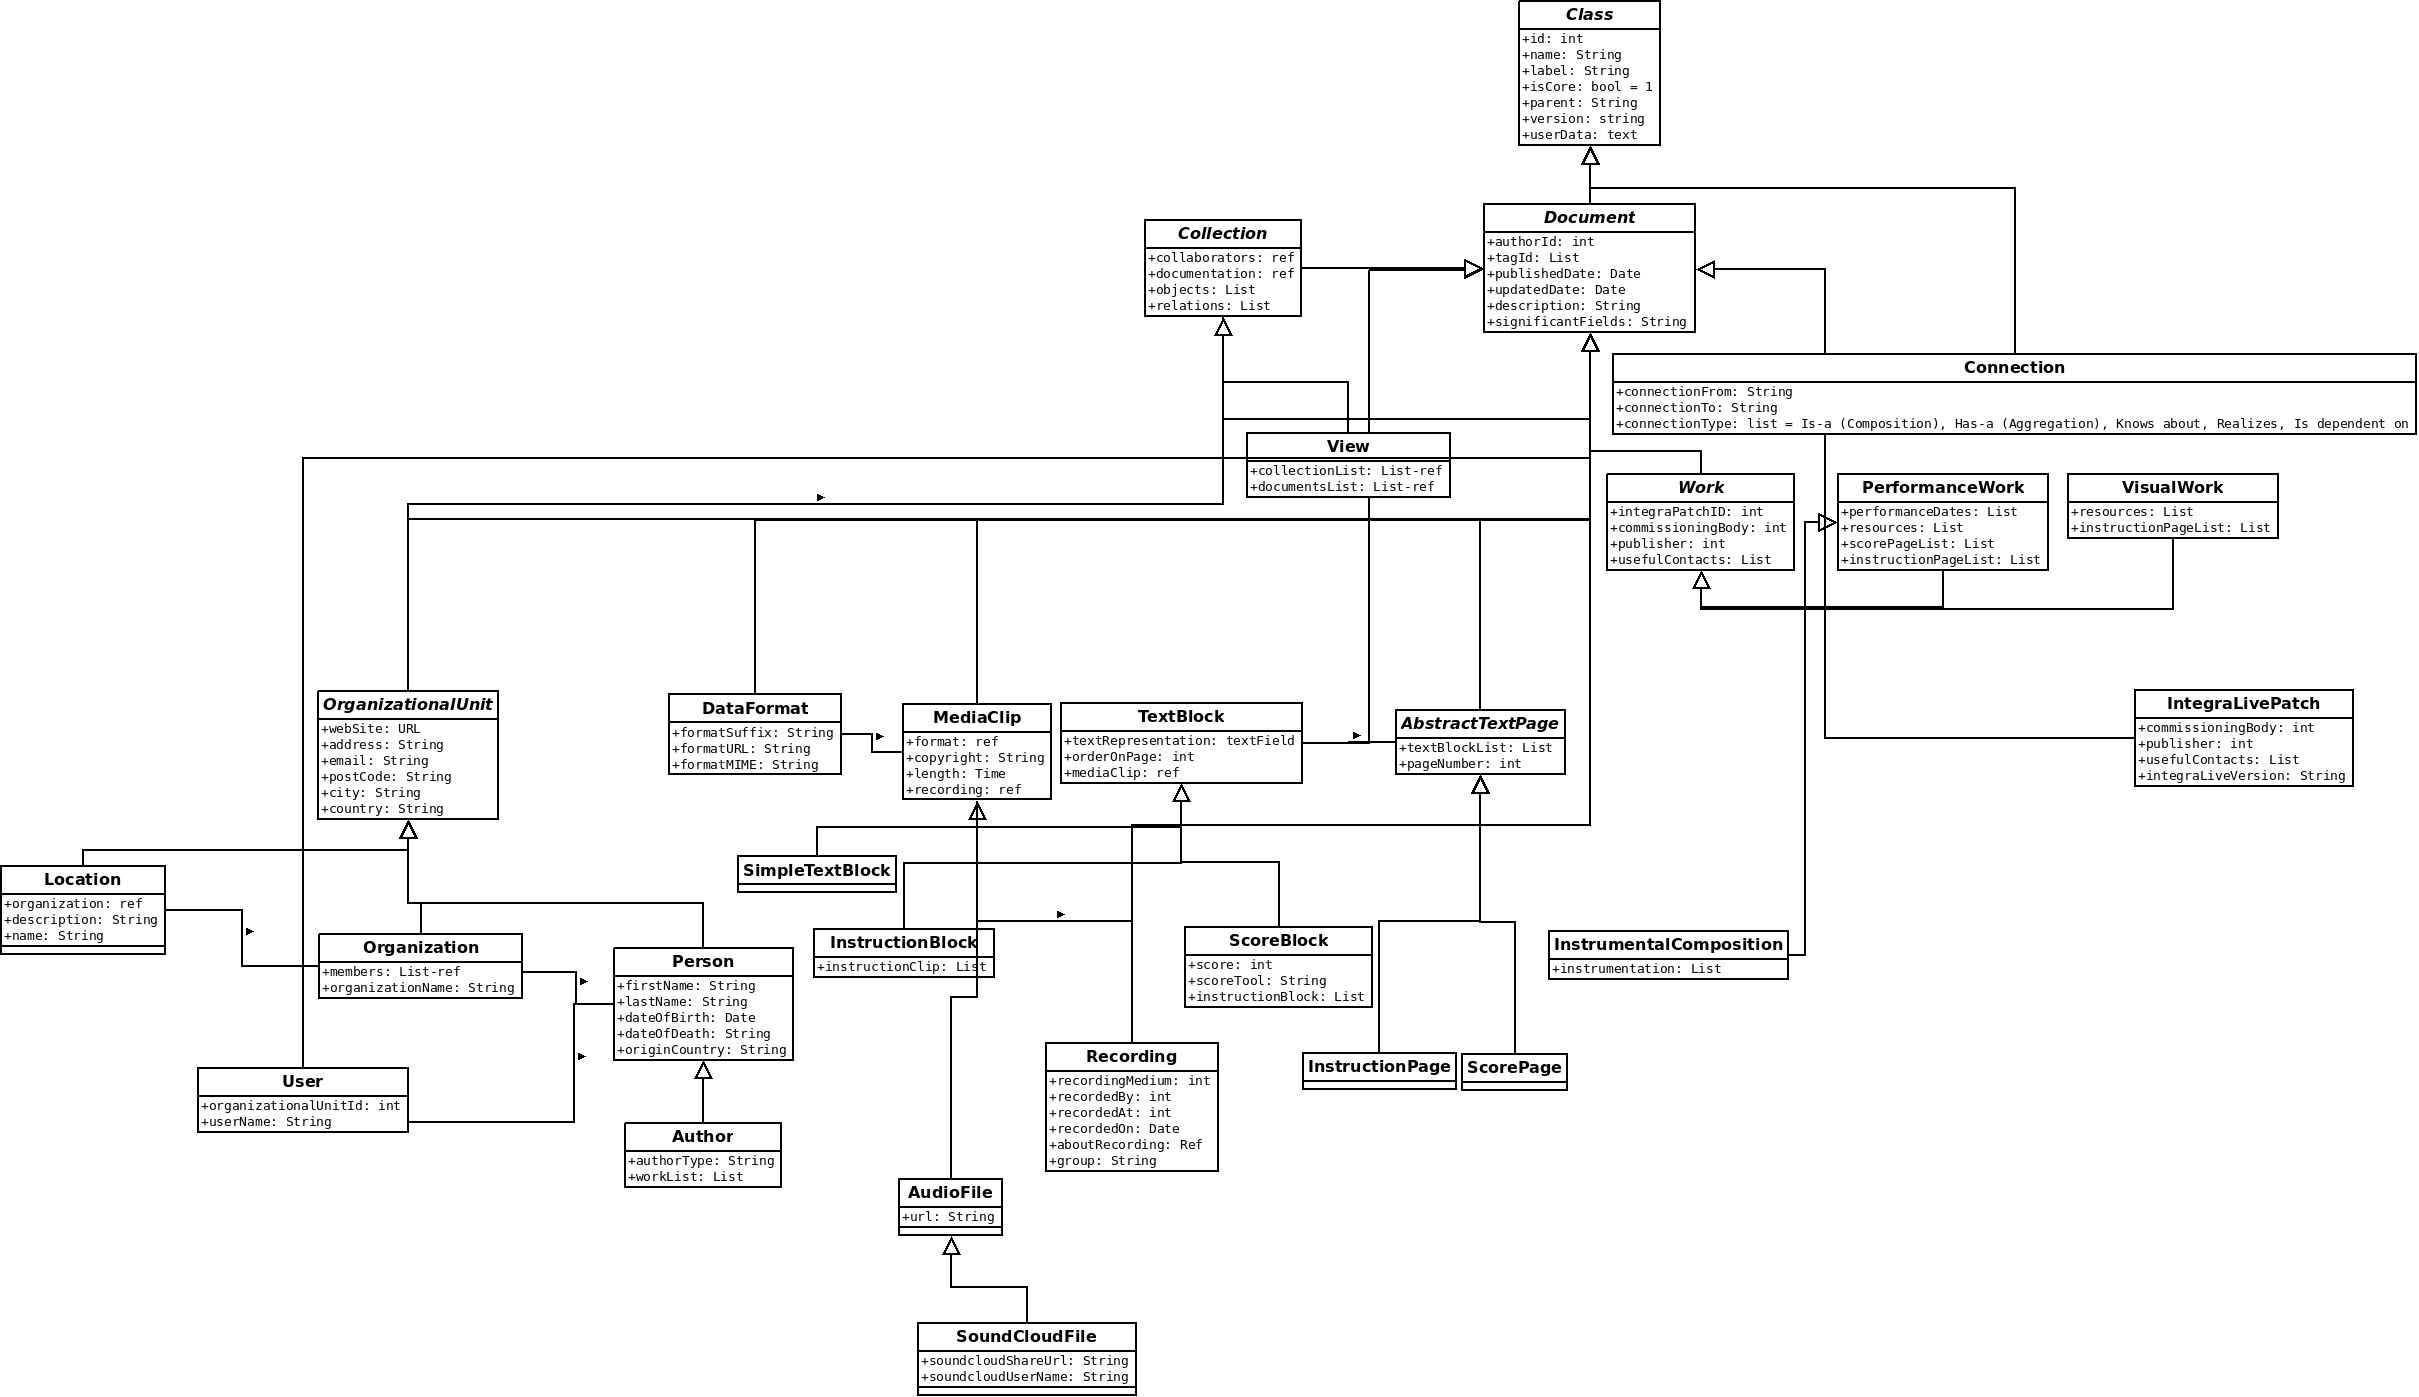 Class
+id: int
+name: String
+label: String
+isCore: bool = 1
+parent: String
+version: string
+userData: text
Document
+authorId: int
+tagId: List
+publishedDate: Date
+updatedDate: Date
+description: String
+significantFields: String
Collection
+collaborators: ref
+documentation: ref
+objects: List
+relations: List
Connection
+connectionFrom: String
+connectionTo: String
+connectionType: list = Is-a (Composition), Has-a (Aggregation), Knows about, Realizes, Is dependent on
View
+collectionList: List-ref
+documentsList: List-ref
Work
+integraPatchID: int
+commissioningBody: int
+publisher: int
+usefulContacts: List
PerformanceWork
+performanceDates: List
+resources: List
+scorePageList: List
+instructionPageList: List
VisualWork
+resources: List
+instructionPageList: List
OrganizationalUnit
+webSite: URL
+address: String
+email: String
+postCode: String
+city: String
+country: String
DataFormat
+formatSuffix: String
+formatURL: String
+formatMIME: String
MediaClip
+format: ref
+copyright: String
+length: Time
+recording: ref
TextBlock
+textRepresentation: textField
+orderOnPage: int
+mediaClip: ref
AbstractTextPage
+textBlockList: List
+pageNumber: int
IntegraLivePatch
+commissioningBody: int
+publisher: int
+usefulContacts: List
+integraLiveVersion: String
Location
+organization: ref
+description: String
+name: String
SimpleTextBlock
Organization
+members: List-ref
+organizationName: String
Person
+firstName: String
+lastName: String
+dateOfBirth: Date
+dateOfDeath: String
+originCountry: String
InstructionBlock
+instructionClip: List
ScoreBlock
+score: int
+scoreTool: String
+instructionBlock: List
InstrumentalComposition
+instrumentation: List
User
+organizationalUnitId: int
+userName: String
Author
+authorType: String
+workList: List
Recording
+recordingMedium: int
+recordedBy: int
+recordedAt: int
+recordedOn: Date
+aboutRecording: Ref
+group: String
InstructionPage
ScorePage
AudioFile
+url: String
SoundCloudFile
+soundcloudShareUrl: String
+soundcloudUserName: String